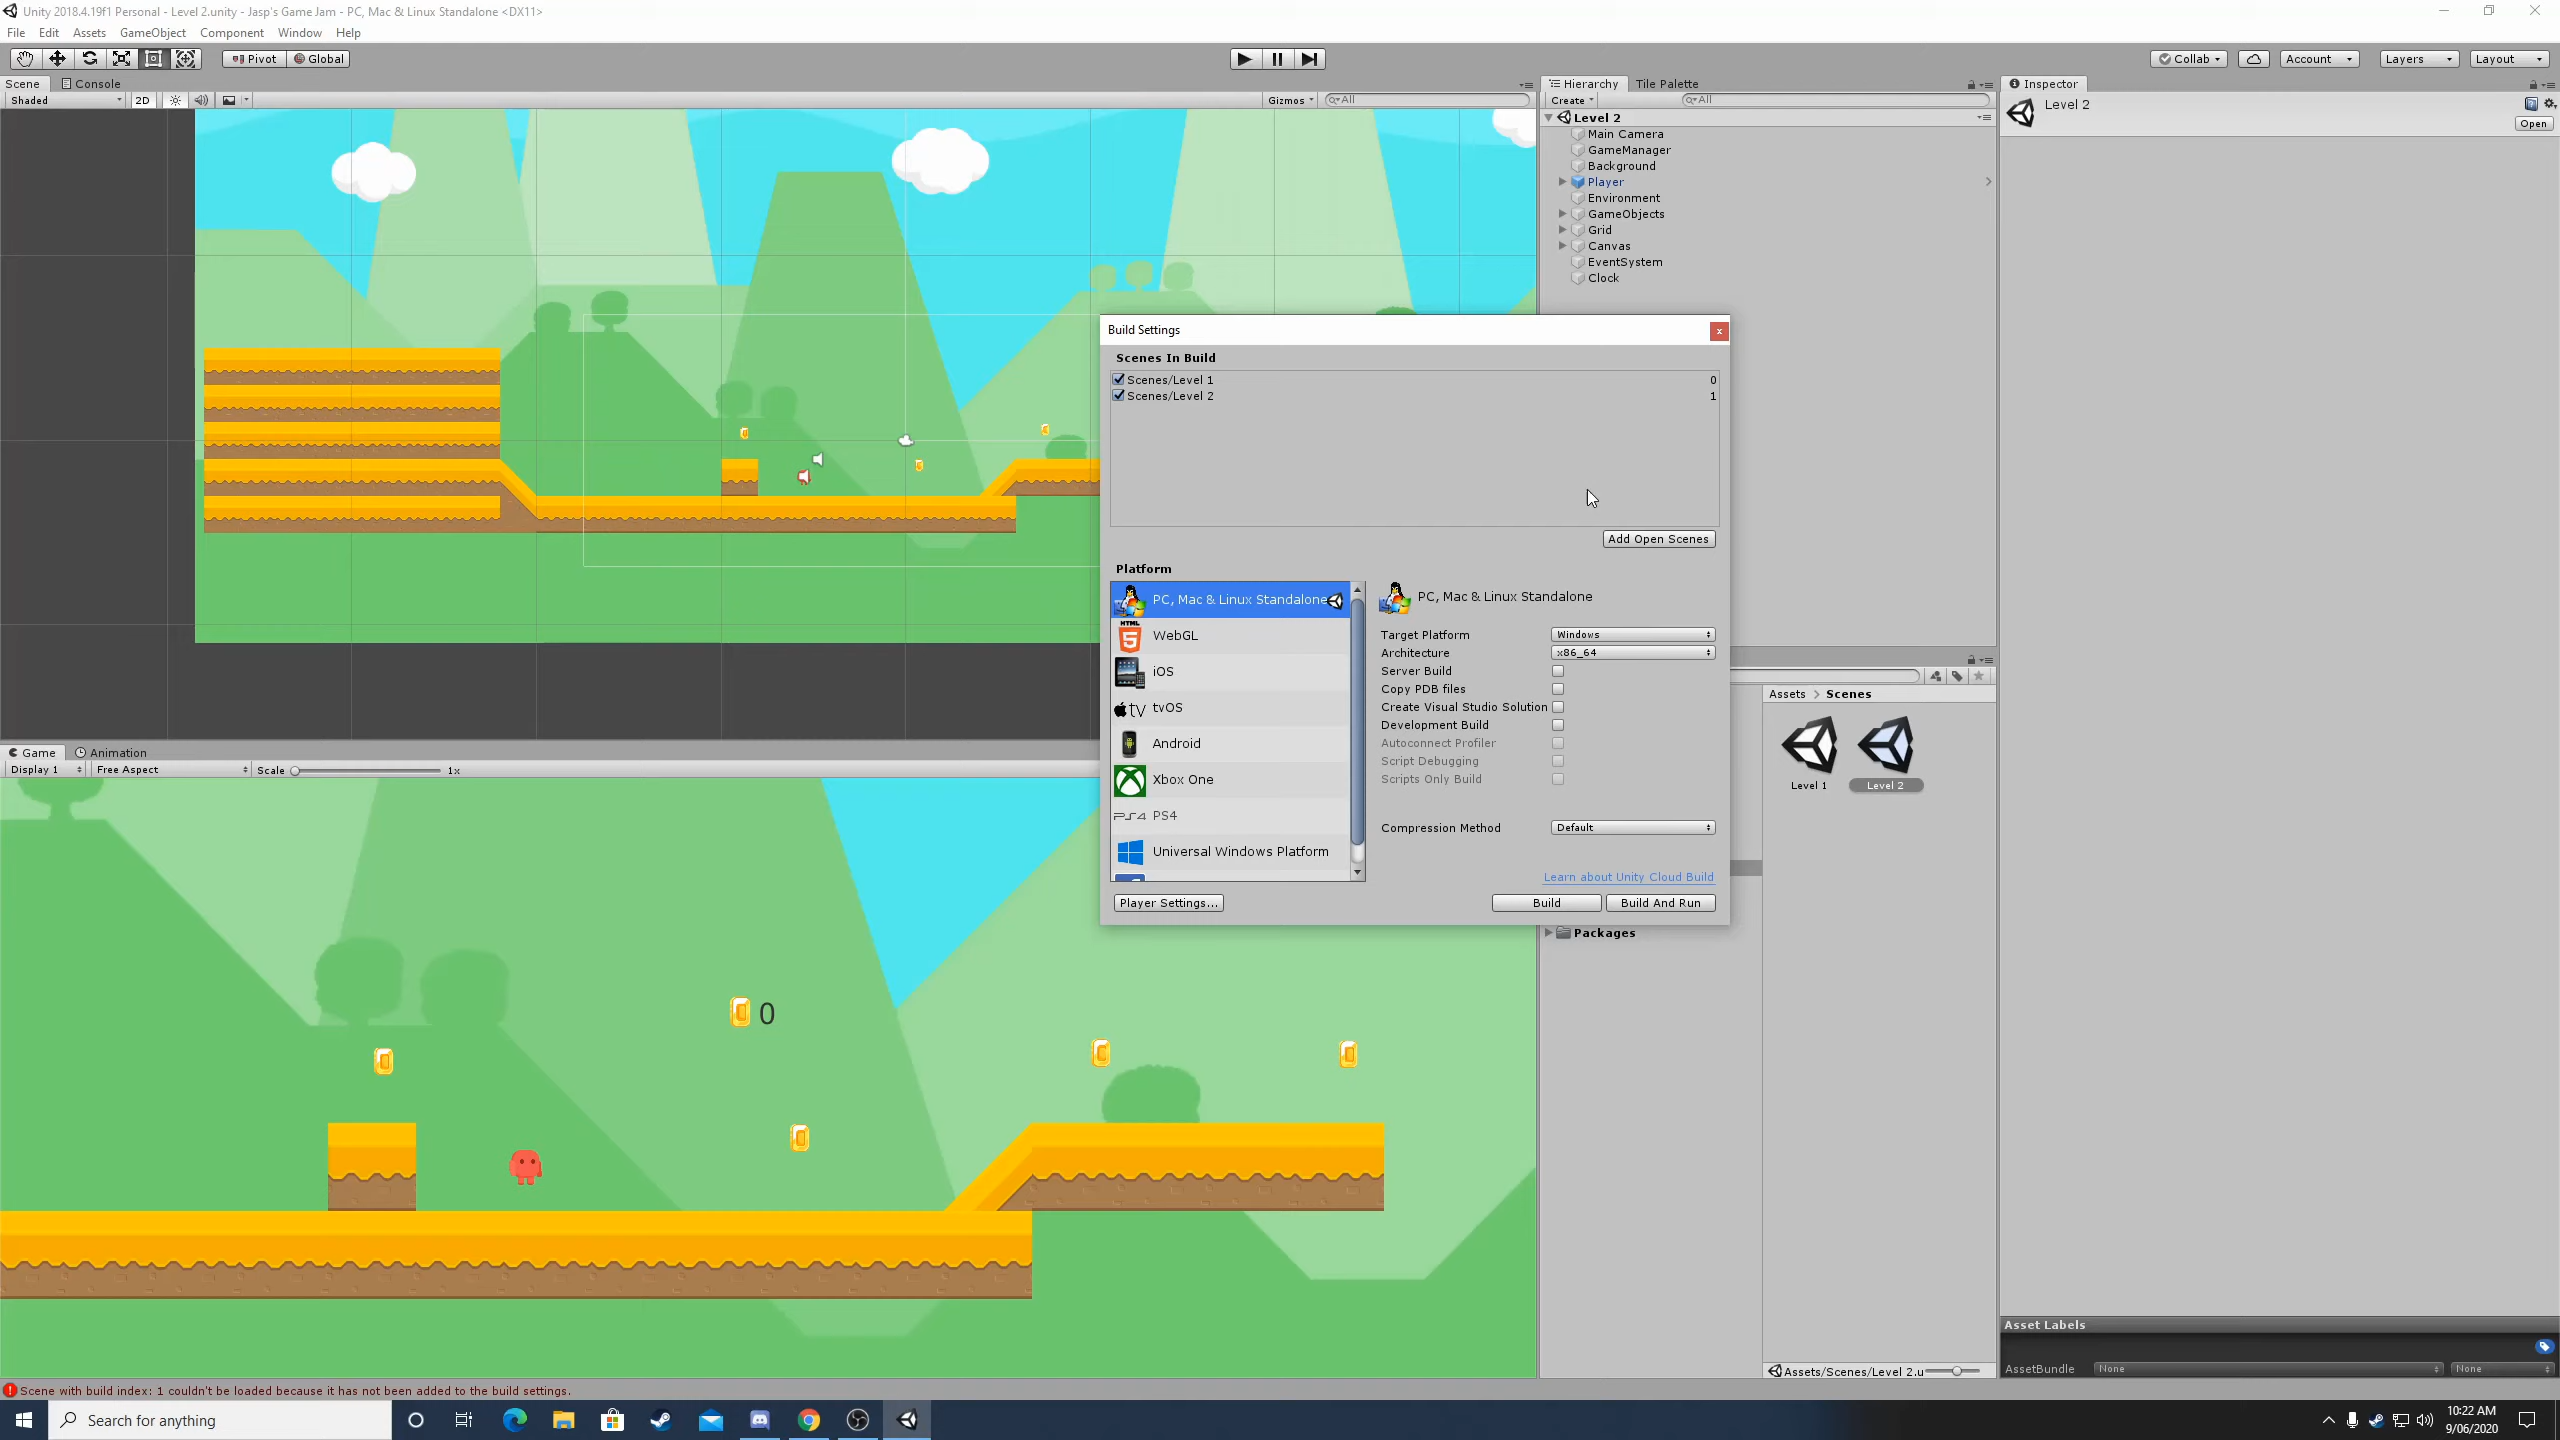 Unity 2018.4.19f1 Personal - Level 2.unity - Jasp's Game Jam - PC, Mac & Linux Standalone <DX11>
File Edit Assets GameObject Component Window Help
Pivot Global
Collab Account Layers Layout
Scene Console
Shaded 2D Gizmos All
Hierarchy Tile Palette
Create All
Level 2
Main Camera
GameManager
Background
Player
Environment
GameObjects
Grid
Canvas
EventSystem
Clock
Inspector
Level 2
Open
Build Settings
x
Scenes In Build
Scenes/Level 1 0
Scenes/Level 2 1
Add Open Scenes
Platform
PC, Mac & Linux Standalone
HTML
5
WebGL
iOS
tv
tvOS
Android
Xbox One
PS4
PS4
Universal Windows Platform
PC, Mac & Linux Standalone
Target Platform Windows
Architecture x86_64
Server Build
Copy PDB files
Create Visual Studio Solution
Development Build
Autoconnect Profiler
Script Debugging
Scripts Only Build
Compression Method Default
Learn about Unity Cloud Build
Player Settings... Build Build And Run
Assets Scenes
Level 1 Level 2
Packages
Assets/Scenes/Level 2.u
Game Animation
Display 1 Free Aspect Scale 1x
0
Asset Labels
AssetBundle None None
Scene with build index: 1 couldn't be loaded because it has not been added to the build settings.
Search for anything
10:22 AM
9/06/2020